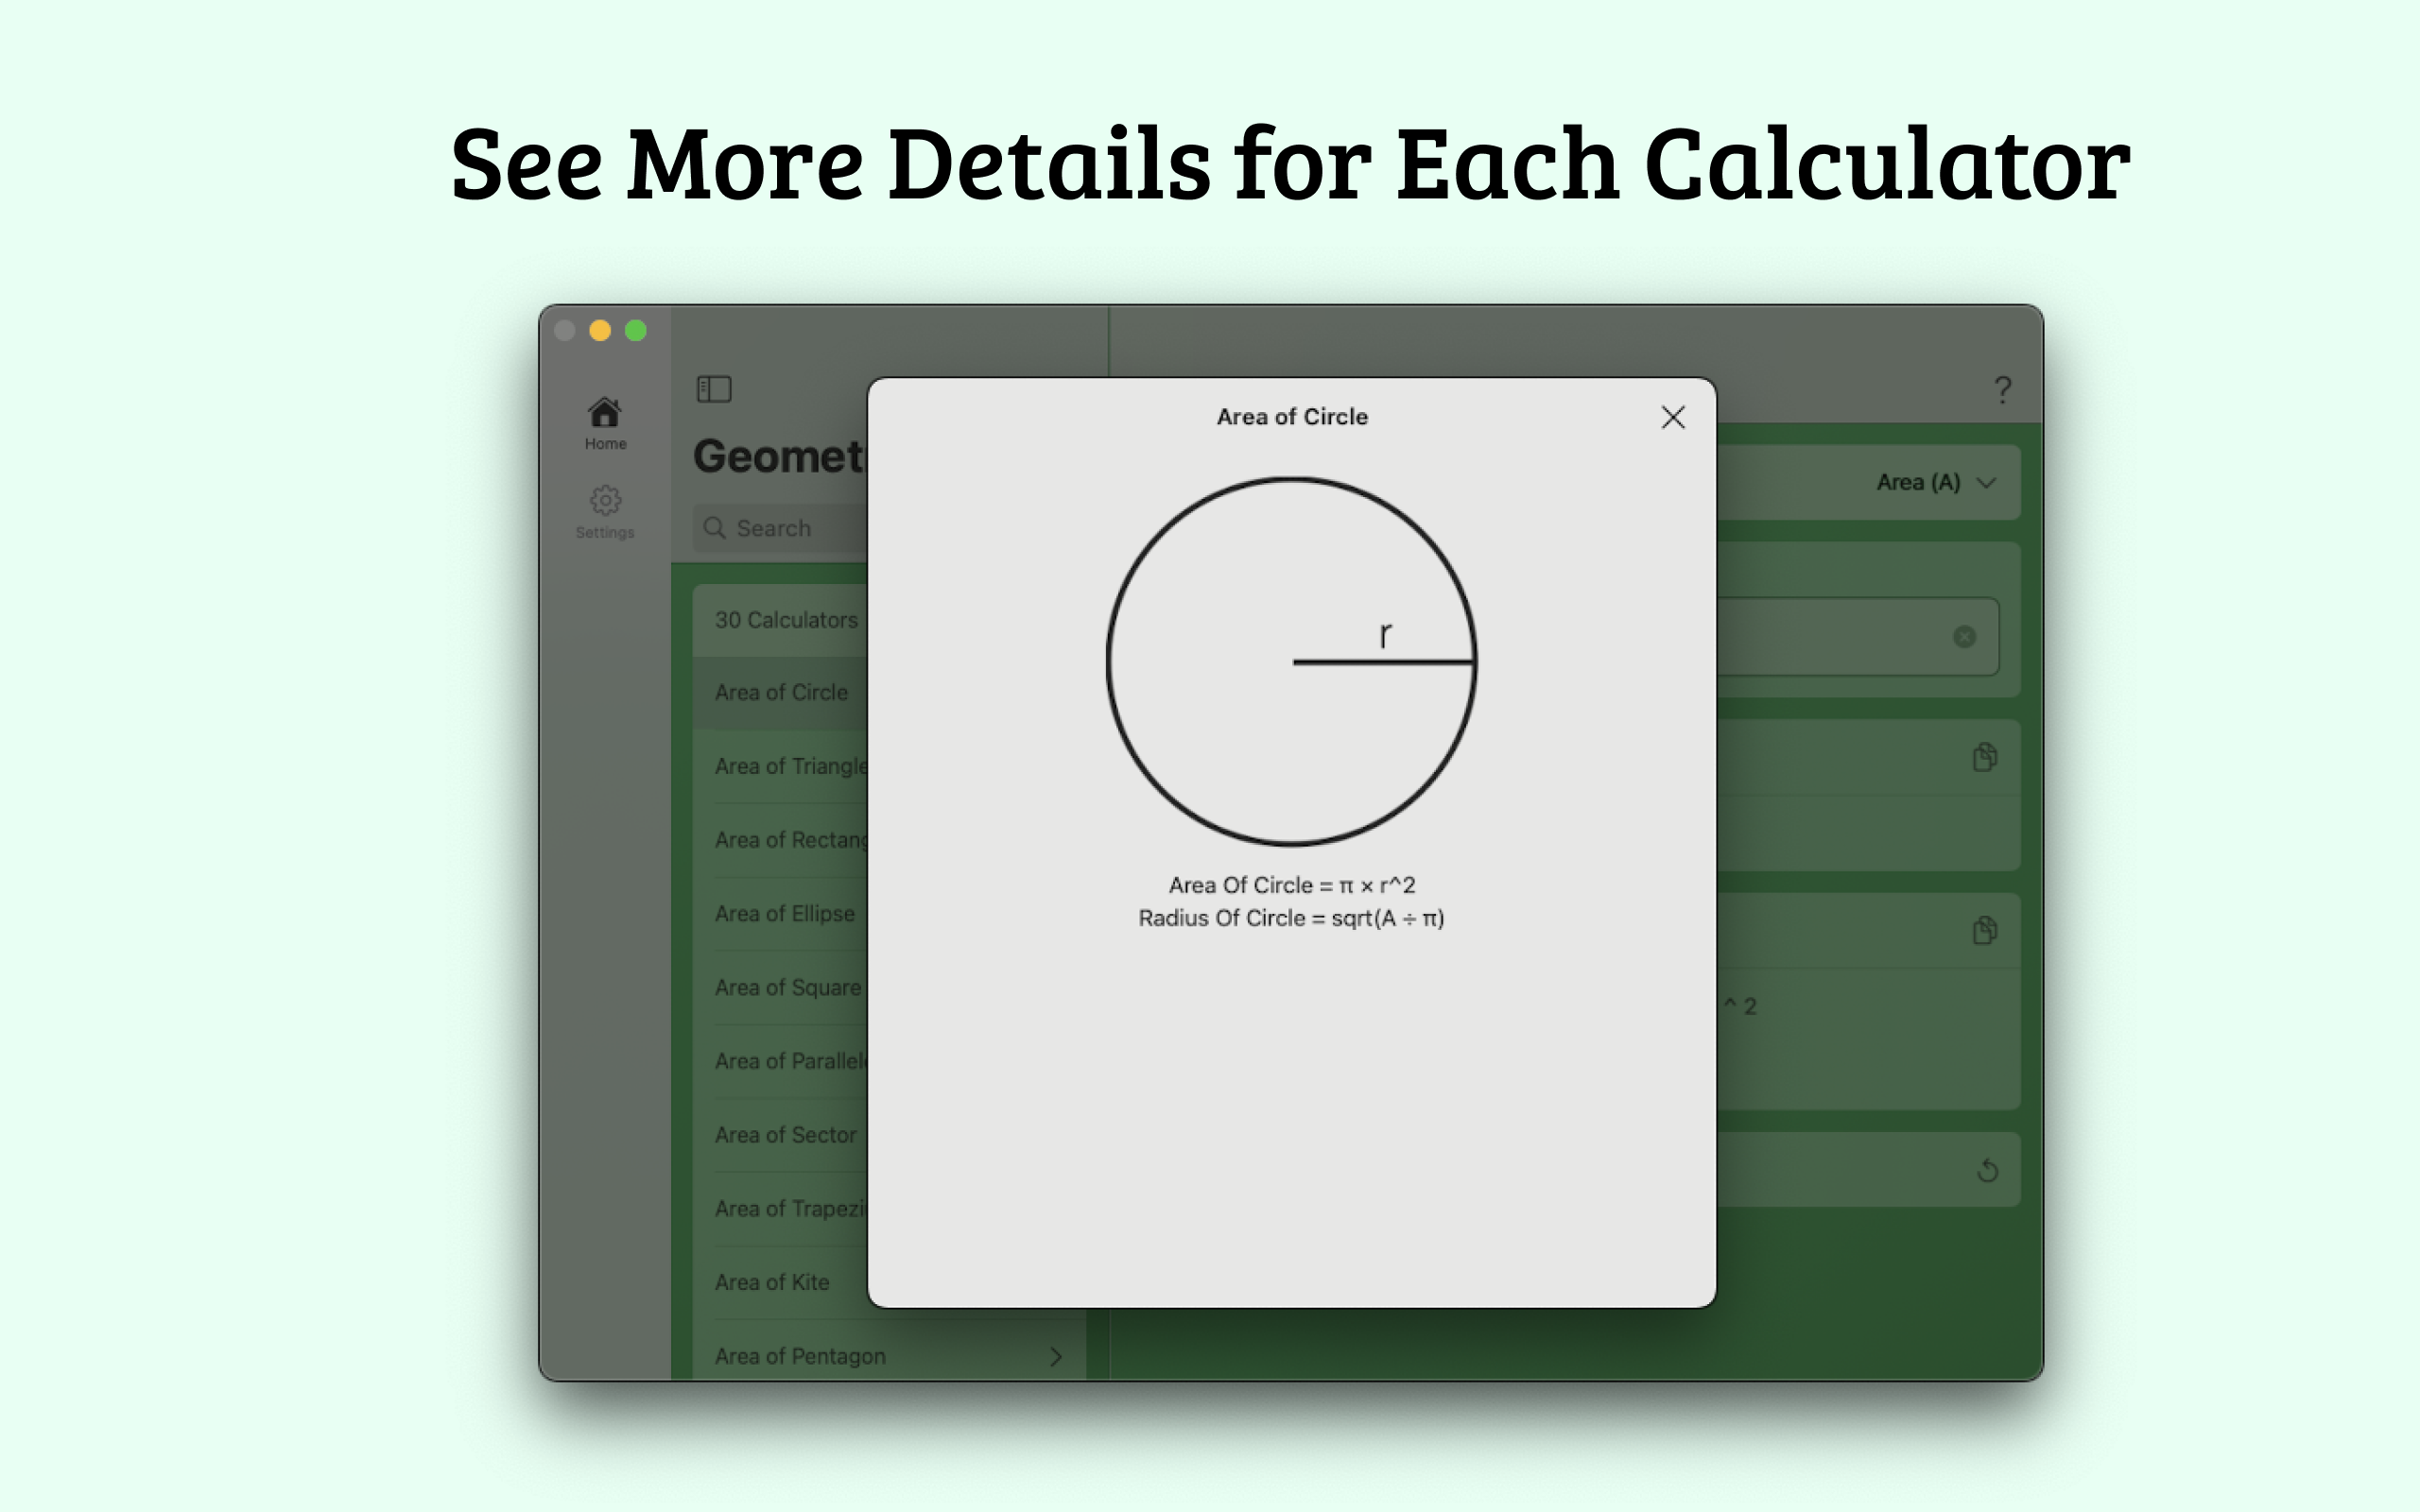 See More Details for Each Calculator
Home
Settings
Geomet
Search
30 Calculators
Area of Circle
Area of Triangle
Area of Rectang
Area of Ellipse
Area of Square
Area of Parallel
Area of Sector
Area of Trapezi
Area of Kite
Area of Pentagon
Area of Circle
r
Area Of Circle = π × r^2
Radius Of Circle = sqrt(A ÷ π)
?
Area (A)
^ 2